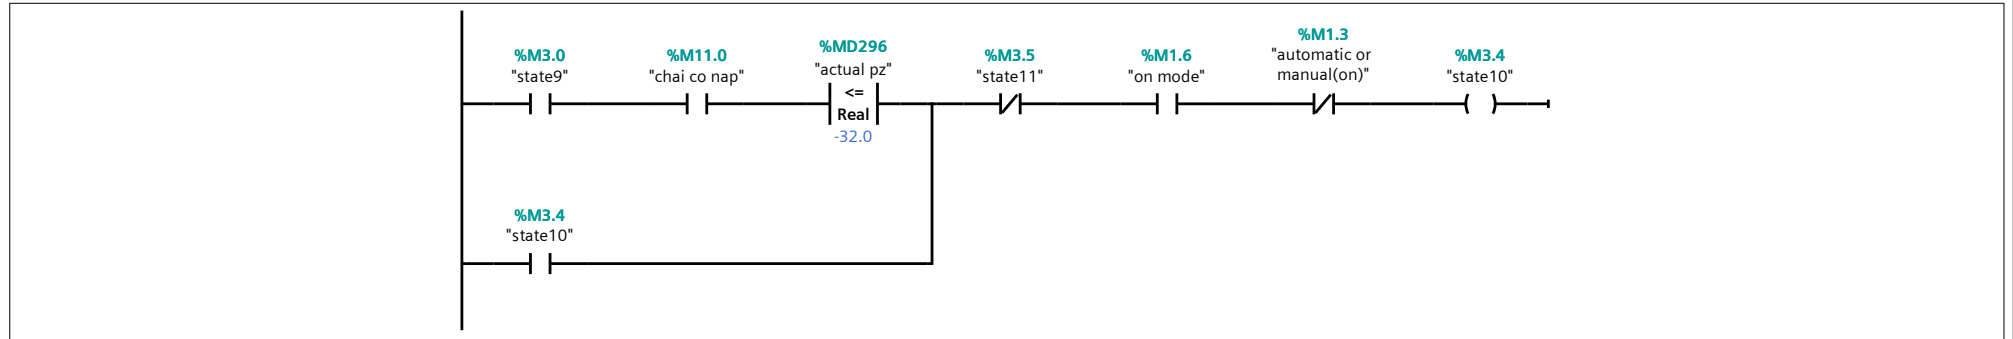 %M3.0
"state9"
%M11.0
"chai co nap"
%MD296
"actual pz"
<=
Real
-32.0
%M3.5
"state11"
%M1.6
"on mode"
%M1.3
"automatic or
manual(on)"
%M3.4
"state10"
%M3.4
"state10"